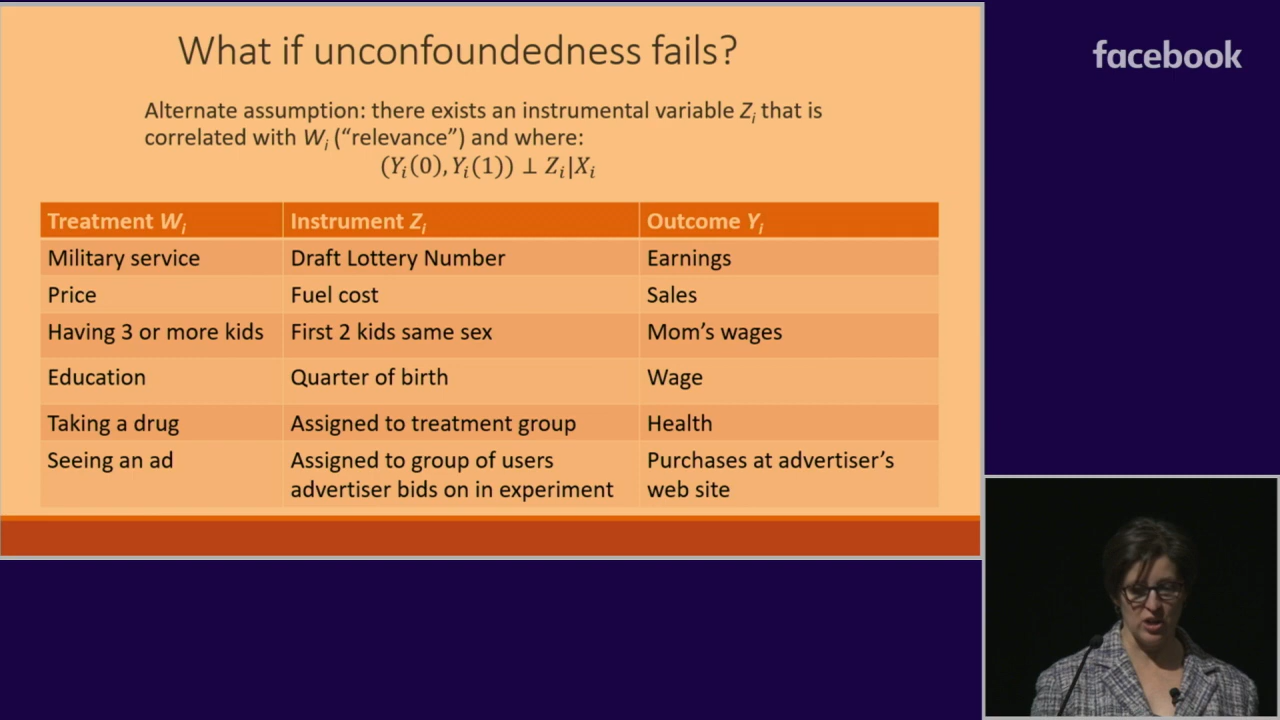 What if unconfoundedness fails?
facebook
Alternate assumption: there exists an instrumental variable Zi that is
correlated with Wi (“relevance”) and where:
(Yi(0), Yi(1)) ⊥ Zi|Xi
Treatment Wi Instrument Zi Outcome Yi
Military service Draft Lottery Number Earnings
Price Fuel cost Sales
Having 3 or more kids First 2 kids same sex Mom’s wages
Education Quarter of birth Wage
Taking a drug Assigned to treatment group Health
Seeing an ad Assigned to group of users Purchases at advertiser’s
advertiser bids on in experiment web site